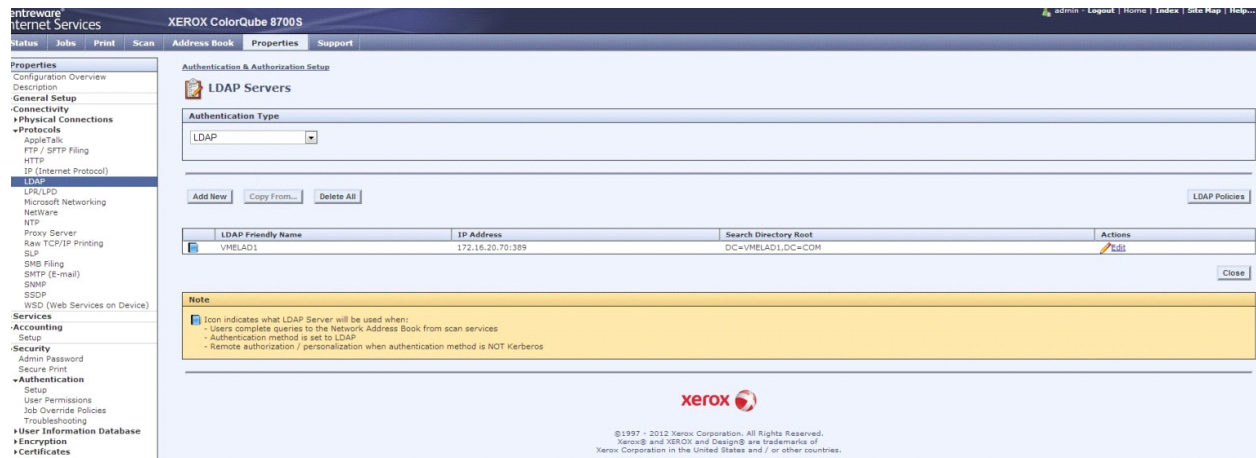 entreware®
nternet Services
XEROX ColorQube 8700S
admin - Logout | Home | Index | Site Map | Help...
Status Jobs Print Scan Address Book Properties Support
Properties
Configuration Overview
Description
General Setup
Connectivity
Physical Connections
Protocols
AppleTalk
FTP / SFTP Filing
HTTP
IP (Internet Protocol)
LDAP
LPR/LPD
Microsoft Networking
NetWare
NTP
Proxy Server
Raw TCP/IP Printing
SLP
SMB Filing
SMTP (E-mail)
SNMP
SSDP
WSD (Web Services on Device)
Services
Accounting
Setup
Security
Admin Password
Secure Print
Authentication
Setup
User Permissions
Job Override Policies
Troubleshooting
User Information Database
Encryption
Certificates
Authentication & Authorization Setup
LDAP Servers
Authentication Type
LDAP
Add New Copy From... Delete All LDAP Policies
LDAP Friendly Name IP Address Search Directory Root Actions
VMELAD1 172.16.20.70:389 DC=VMELAD1,DC=COM Edit
Close
Note
Icon indicates what LDAP Server will be used when:
- Users complete queries to the Network Address Book from scan services
- Authentication method is set to LDAP
- Remote authorization / personalization when authentication method is NOT Kerberos
xerox
©1997 - 2012 Xerox Corporation. All Rights Reserved.
Xerox® and XEROX and Design® are trademarks of
Xerox Corporation in the United States and / or other countries.